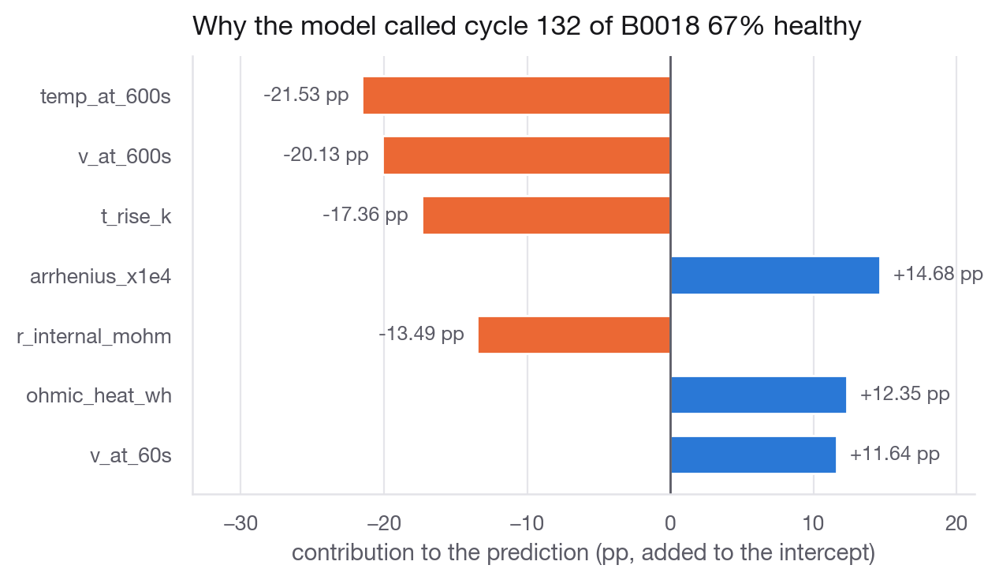 Why the model called cycle 132 of B0018 67% healthy
temp_at_600s
-21.53 pp
v_at_600s
-20.13 pp
t_rise_k
-17.36 pp
arrhenius_x1e4
+14.68 pp
r_internal_mohm
-13.49 pp
ohmic_heat_wh
+12.35 pp
v_at_60s
+11.64 pp
−30 −20 −10 0 10 20
contribution to the prediction (pp, added to the intercept)